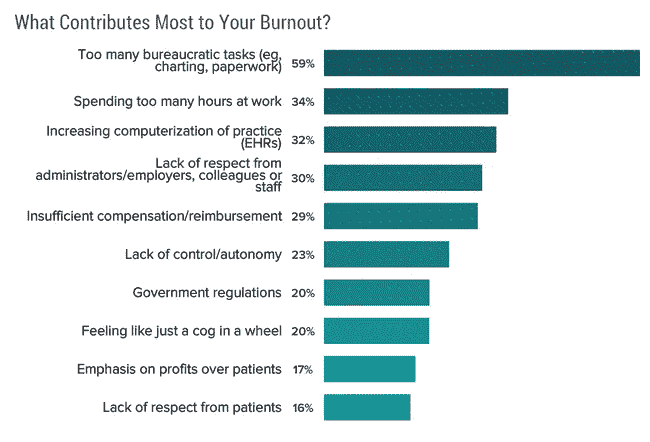 What Contributes Most to Your Burnout?
Too many bureaucratic tasks (eg,
charting, paperwork) 59%
Spending too many hours at work 34%
Increasing computerization of practice
(EHRs) 32%
Lack of respect from
administrators/employers, colleagues or 30%
staff
Insufficient compensation/reimbursement 29%
Lack of control/autonomy 23%
Government regulations 20%
Feeling like just a cog in a wheel 20%
Emphasis on profits over patients 17%
Lack of respect from patients 16%